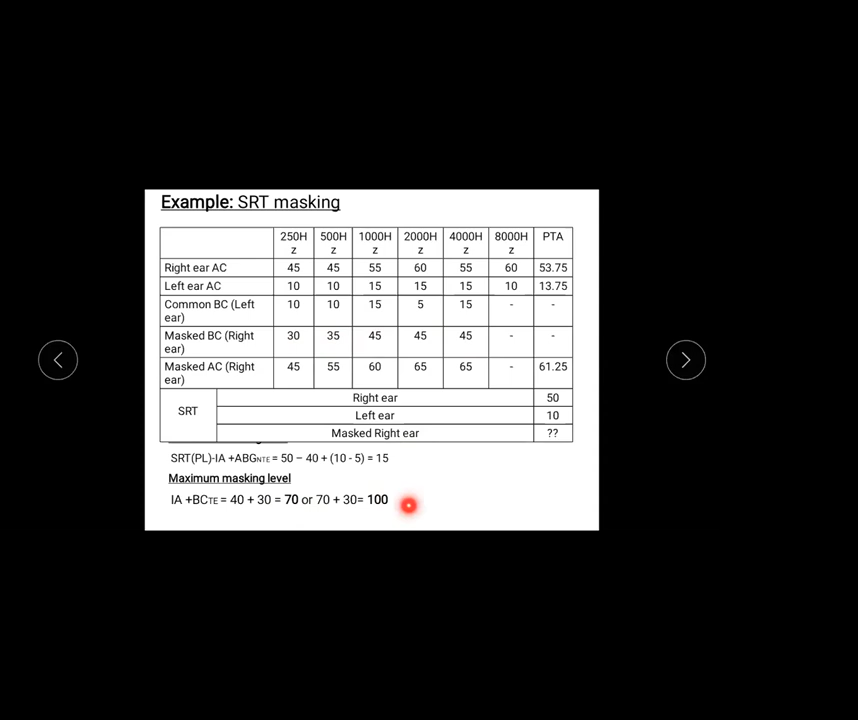 Example: SRT masking
250Hz 500Hz 1000Hz 2000Hz 4000Hz 8000Hz PTA
Right ear AC 45 45 55 60 55 60 53.75
Left ear AC 10 10 15 15 15 10 13.75
Common BC (Left ear) 10 10 15 5 15 - -
Masked BC (Right ear) 30 35 45 45 45 - -
Masked AC (Right ear) 45 55 60 65 65 - 61.25
SRT Right ear 50
Left ear 10
Masked Right ear ??
SRT(PL)-IA +ABGNTE = 50 – 40 + (10 - 5) = 15
Maximum masking level
IA +BCTE = 40 + 30 = 70 or 70 + 30= 100